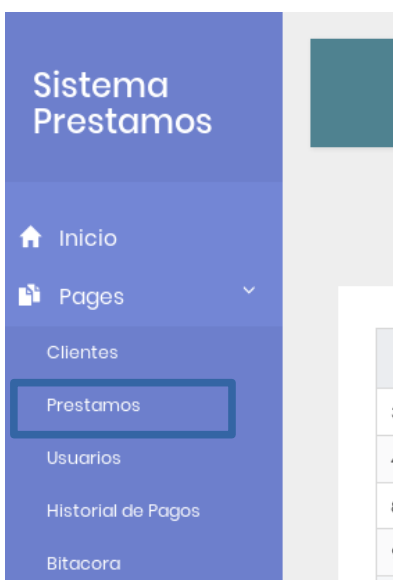 Sistema
Prestamos
Inicio
Pages
Clientes
Prestamos
Usuarios
Historial de Pagos
Bitacora